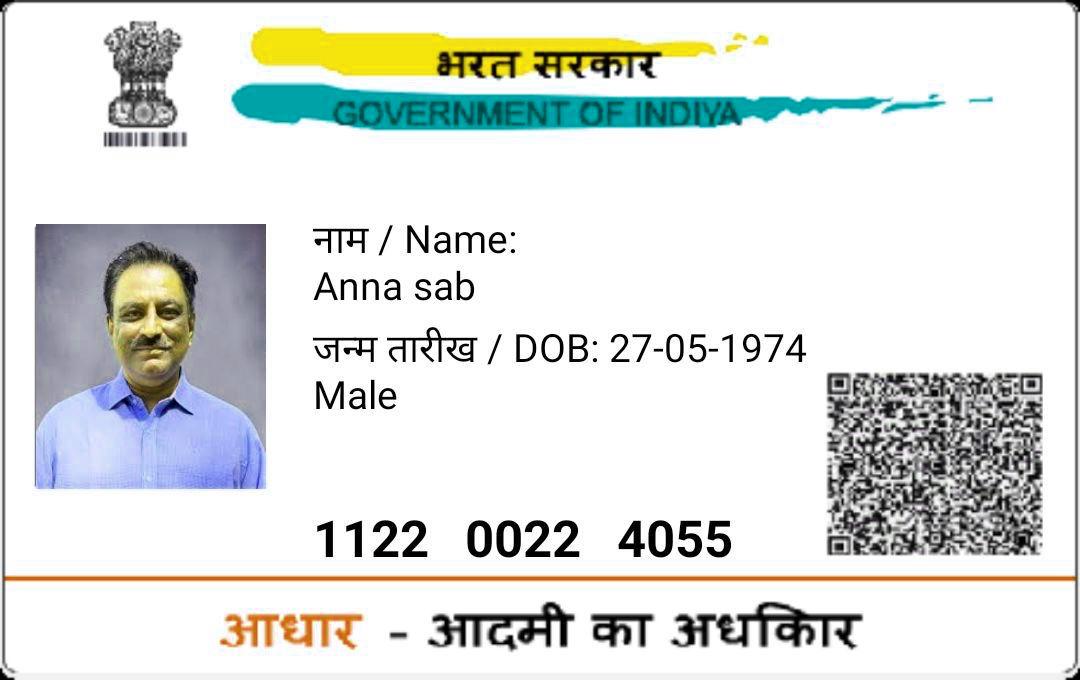 भरत सरकार
GOVERNMENT OF INDIYA
नाम / Name:
Anna sab
जन्म तारीख / DOB: 27-05-1974
Male
1122 0022 4055
आधार - आदमी का अधकिार